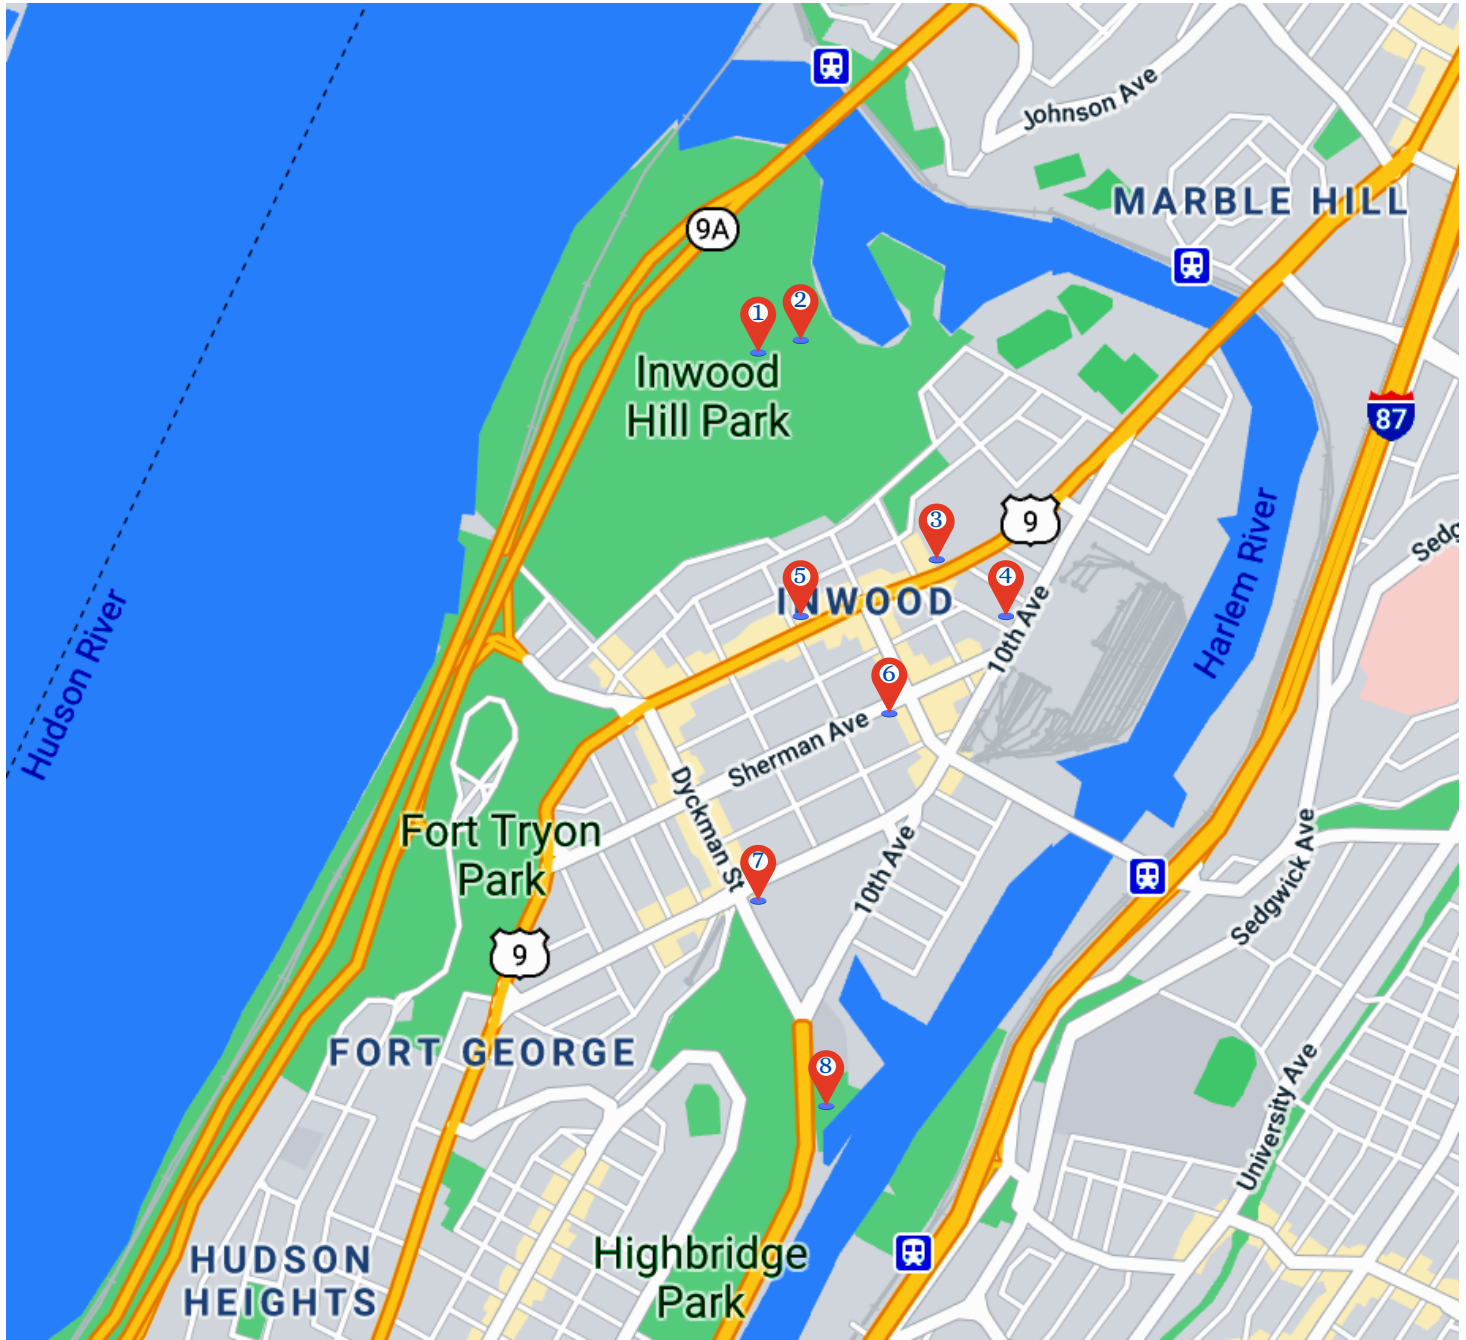 Johnson Ave
MARBLE HILL
9A
1
2
Inwood
Hill Park
87
9
3
Sedg
Harlem River
5
INWOOD
4
10th Ave
Hudson River
6
Sherman Ave
Dyckman St
Fort Tryon
Park
7
10th Ave
Sedgwick Ave
9
FORT GEORGE
8
University Ave
Highbridge
Park
HUDSON
HEIGHTS